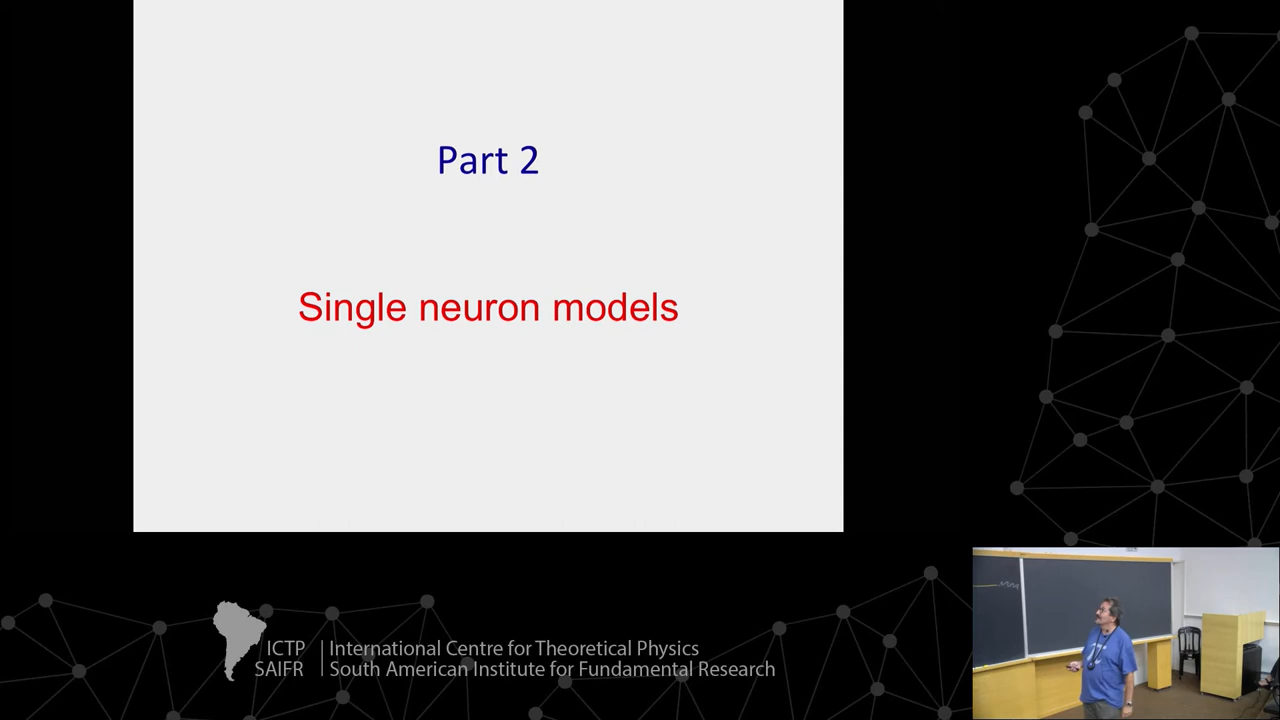 Part 2
Single neuron models
ICTP
SAIFR
International Centre for Theoretical Physics
South American Institute for Fundamental Research